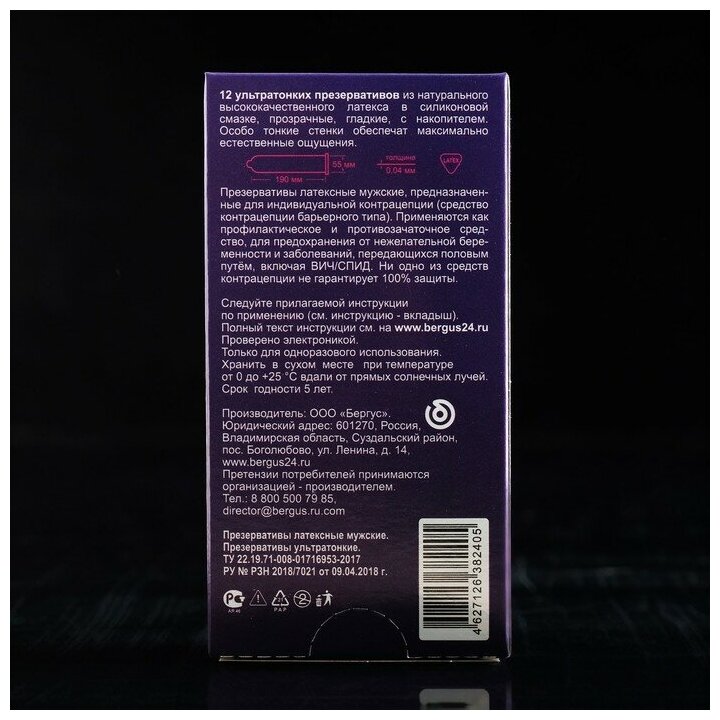 12 ультратонких презервативов из натурального
высококачественного латекса в силиконовой
смазке, прозрачные, гладкие, с накопителем.
Особо тонкие стенки обеспечат максимально
естественные ощущения.
55 мм
190 мм
толщина
0.04 мм
LATEX
Презервативы латексные мужские, предназначен-
ные для индивидуальной контрацепции (средство
контрацепции барьерного типа). Применяются как
профилактическое и противозачаточное сред-
ство, для предохранения от нежелательной бере-
менности и заболеваний, передающихся половым
путём, включая ВИЧ/СПИД. Ни одно из средств
контрацепции не гарантирует 100% защиты.
Следуйте прилагаемой инструкции
по применению (см. инструкцию - вкладыш).
Полный текст инструкции см. на www.bergus24.ru
Проверено электроникой.
Только для одноразового использования.
Хранить в сухом месте при температуре
от 0 до +25 °С вдали от прямых солнечных лучей.
Срок годности 5 лет.
Производитель: ООО «Бергус».
Юридический адрес: 601270, Россия,
Владимирская область, Суздальский район,
пос. Боголюбово, ул. Ленина, д. 14,
www.bergus24.ru
Претензии потребителей принимаются
организацией - производителем.
Тел.: 8 800 500 79 85,
director@bergus.ru.com
Презервативы латексные мужские.
Презервативы ультратонкие.
ТУ 22.19.71-008-01716953-2017
РУ № РЗН 2018/7021 от 09.04.2018 г.
АЯ 46
PAP
2
4 627126 382405